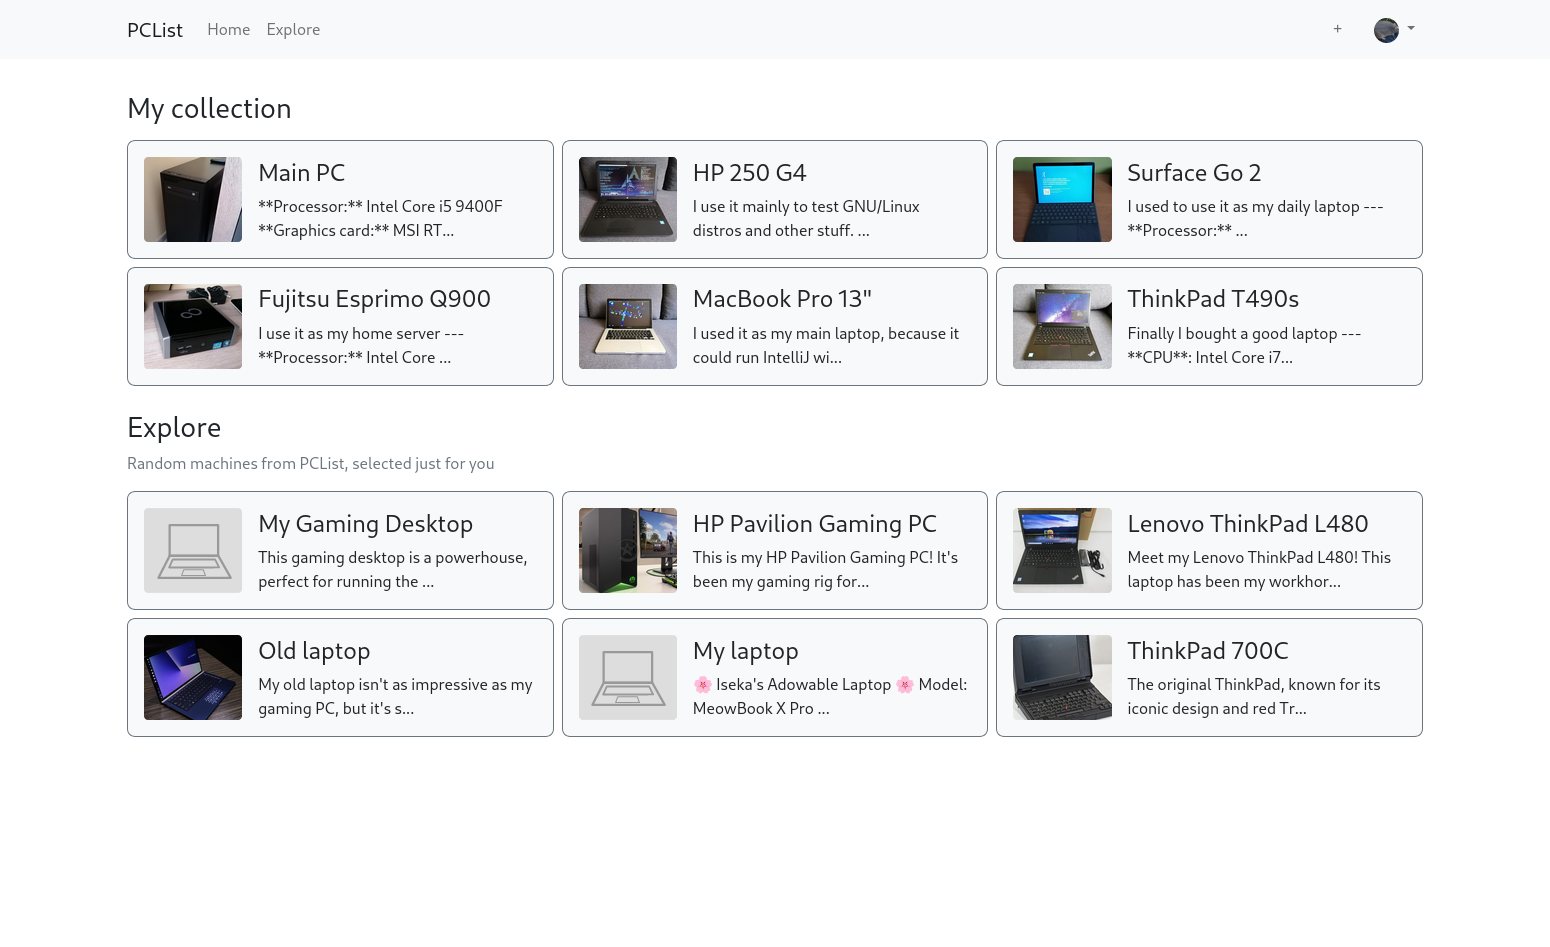 PCList Home Explore +
My collection
Main PC
**Processor:** Intel Core i5 9400F
**Graphics card:** MSI RT...
HP 250 G4
I use it mainly to test GNU/Linux
distros and other stuff. ...
Surface Go 2
I used to use it as my daily laptop ---
**Processor:** ...
Fujitsu Esprimo Q900
I use it as my home server ---
**Processor:** Intel Core ...
MacBook Pro 13"
I used it as my main laptop, because it
could run IntelliJ wi...
ThinkPad T490s
Finally I bought a good laptop ---
**CPU**: Intel Core i7...
Explore
Random machines from PCList, selected just for you
My Gaming Desktop
This gaming desktop is a powerhouse,
perfect for running the ...
HP Pavilion Gaming PC
This is my HP Pavilion Gaming PC! It's
been my gaming rig for...
Lenovo ThinkPad L480
Meet my Lenovo ThinkPad L480! This
laptop has been my workhor...
Old laptop
My old laptop isn't as impressive as my
gaming PC, but it's s...
My laptop
🌸 Iseka's Adowable Laptop 🌸 Model:
MeowBook X Pro ...
ThinkPad 700C
The original ThinkPad, known for its
iconic design and red Tr...